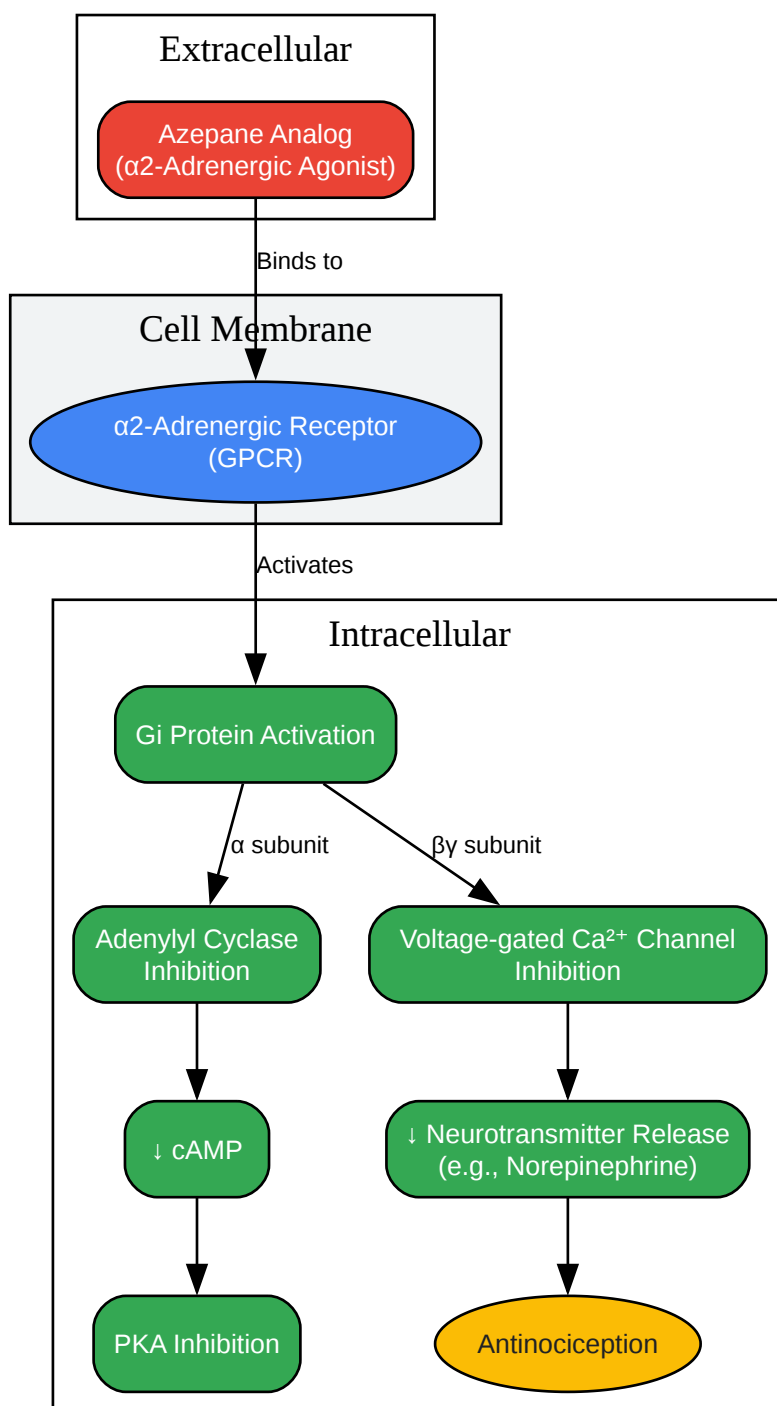 Extracellular
Azepane Analog
(α2-Adrenergic Agonist)
Binds to
Cell Membrane
α2-Adrenergic Receptor
(GPCR)
Activates
Intracellular
Gi Protein Activation
α subunit
βγ subunit
Adenylyl Cyclase
Inhibition
Voltage-gated Ca²⁺ Channel
Inhibition
↓ cAMP
↓ Neurotransmitter Release
(e.g., Norepinephrine)
PKA Inhibition
Antinociception